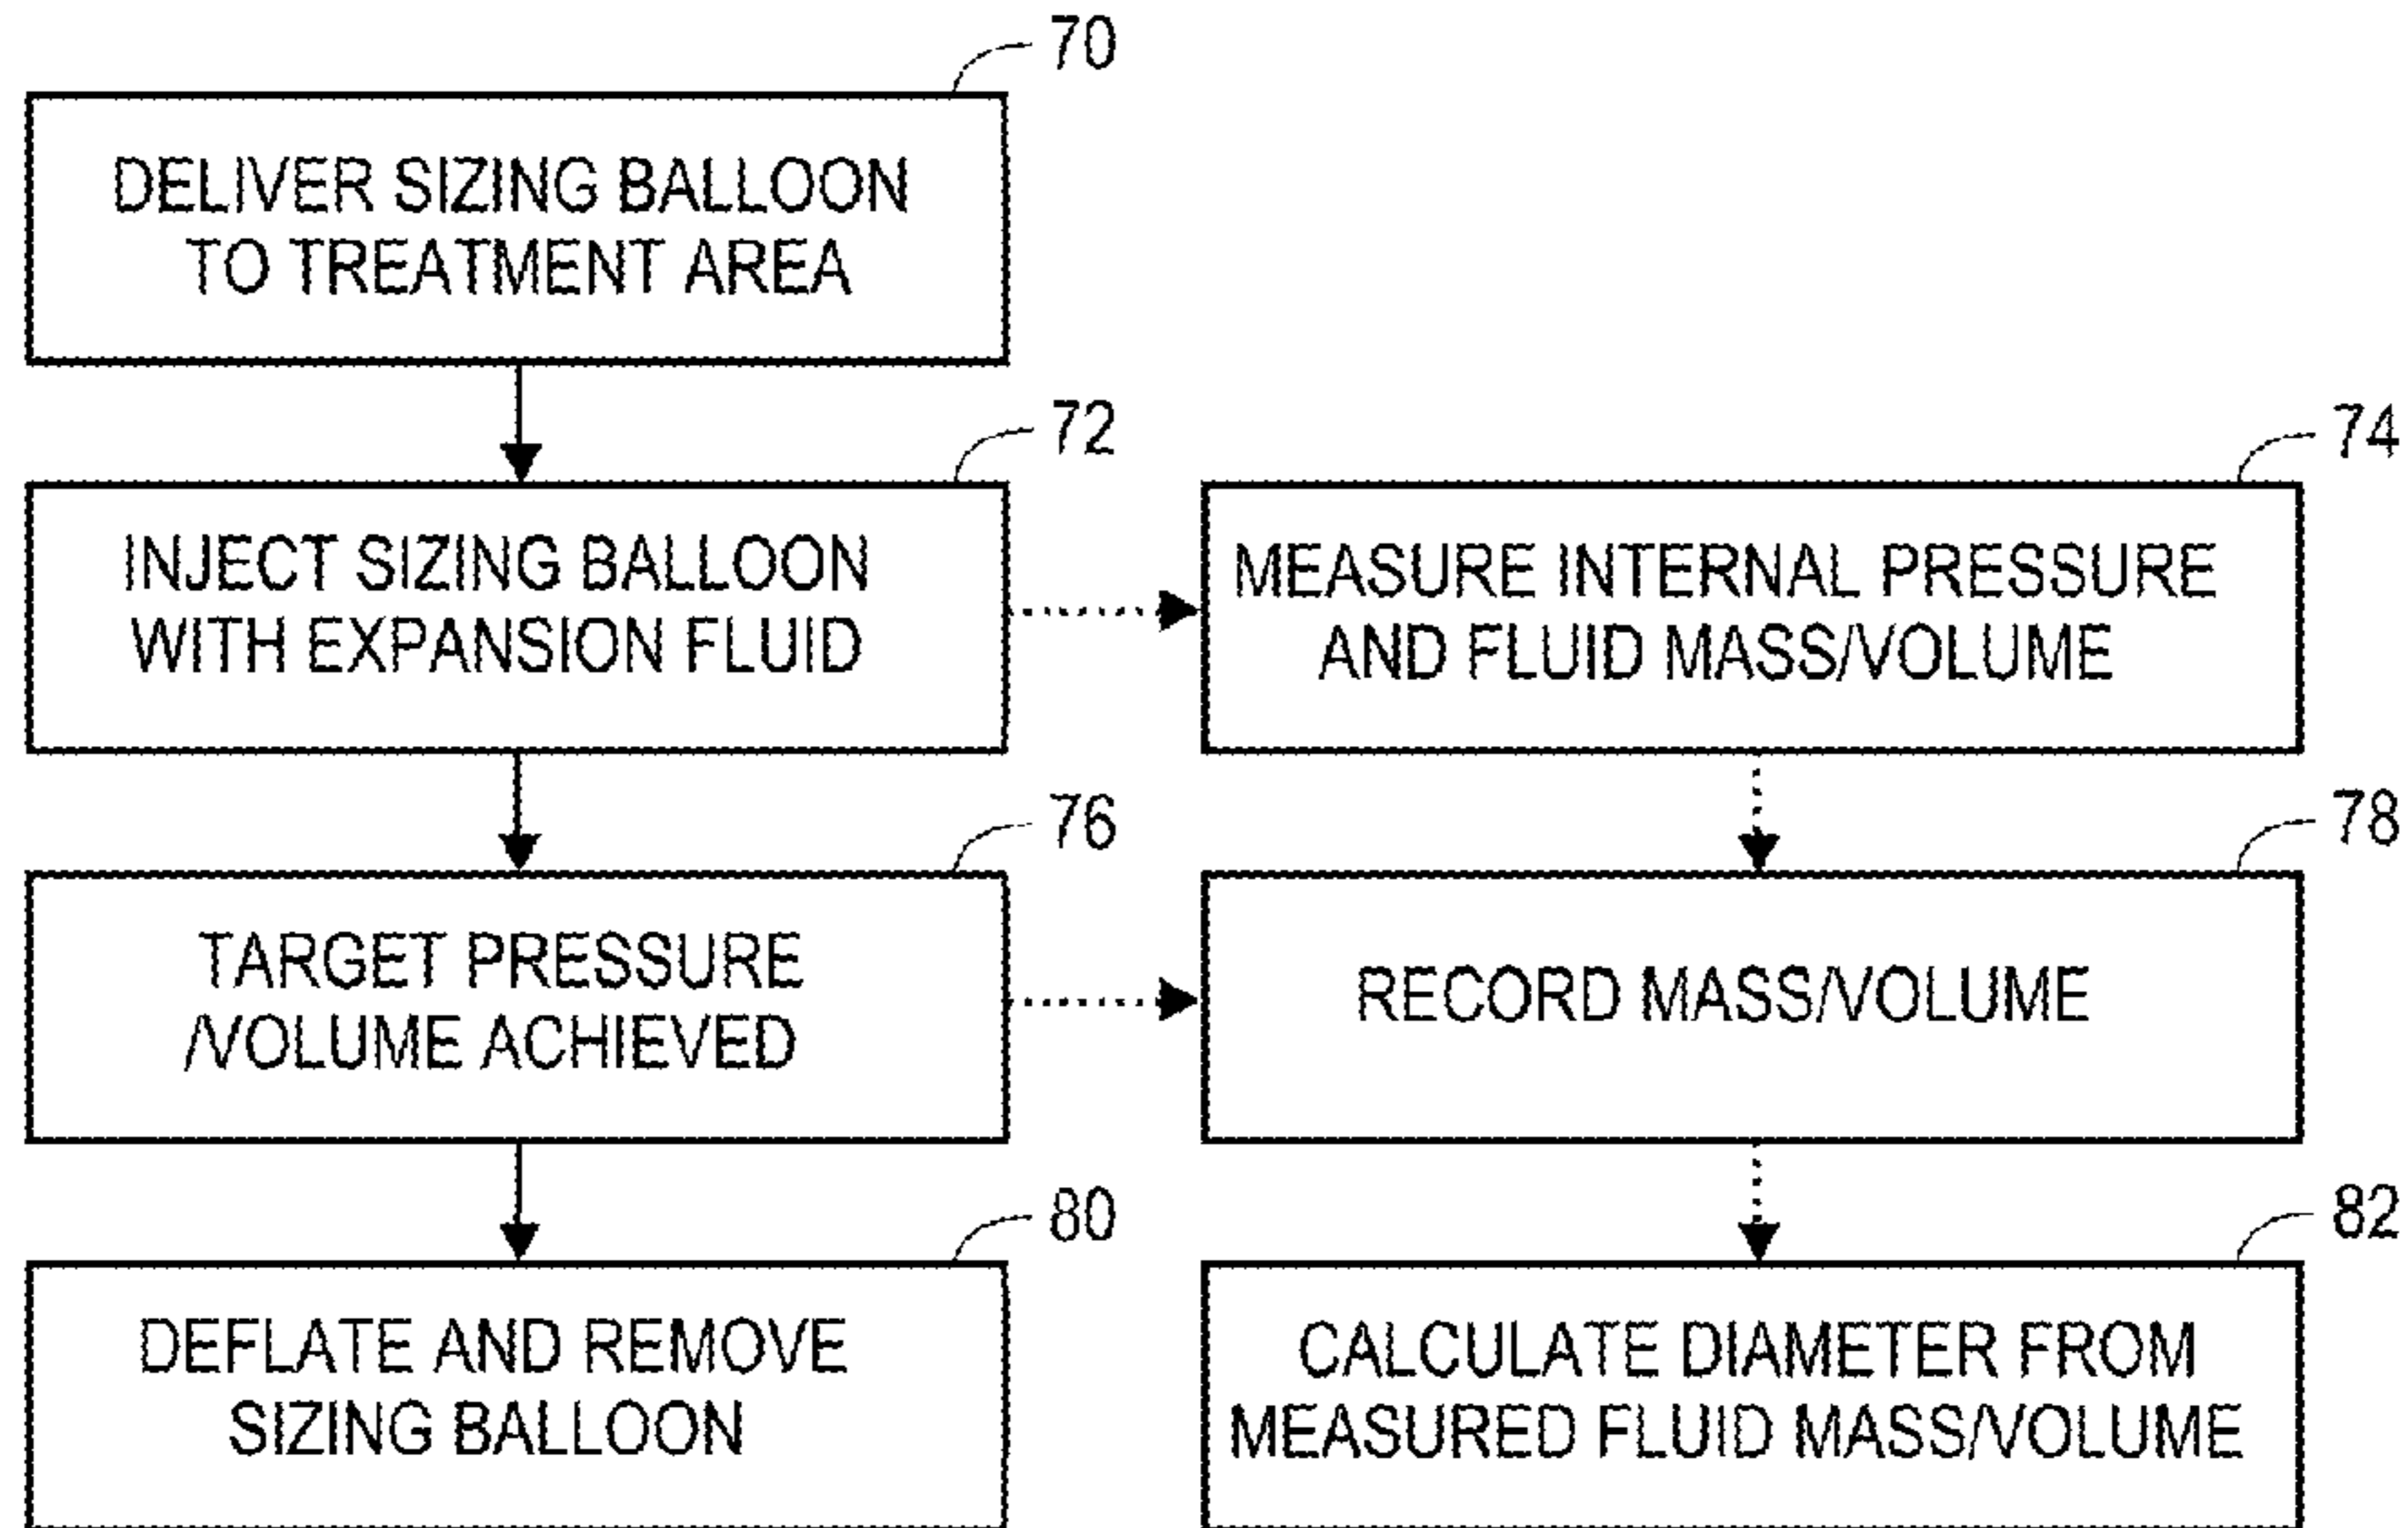 70
DELIVER SIZING BALLOON
TO TREATMENT AREA
72
INJECT SIZING BALLOON
WITH EXPANSION FLUID
74
MEASURE INTERNAL PRESSURE
AND FLUID MASS/VOLUME
76
TARGET PRESSURE
/VOLUME ACHIEVED
78
RECORD MASS/VOLUME
80
DEFLATE AND REMOVE
SIZING BALLOON
82
CALCULATE DIAMETER FROM
MEASURED FLUID MASS/VOLUME